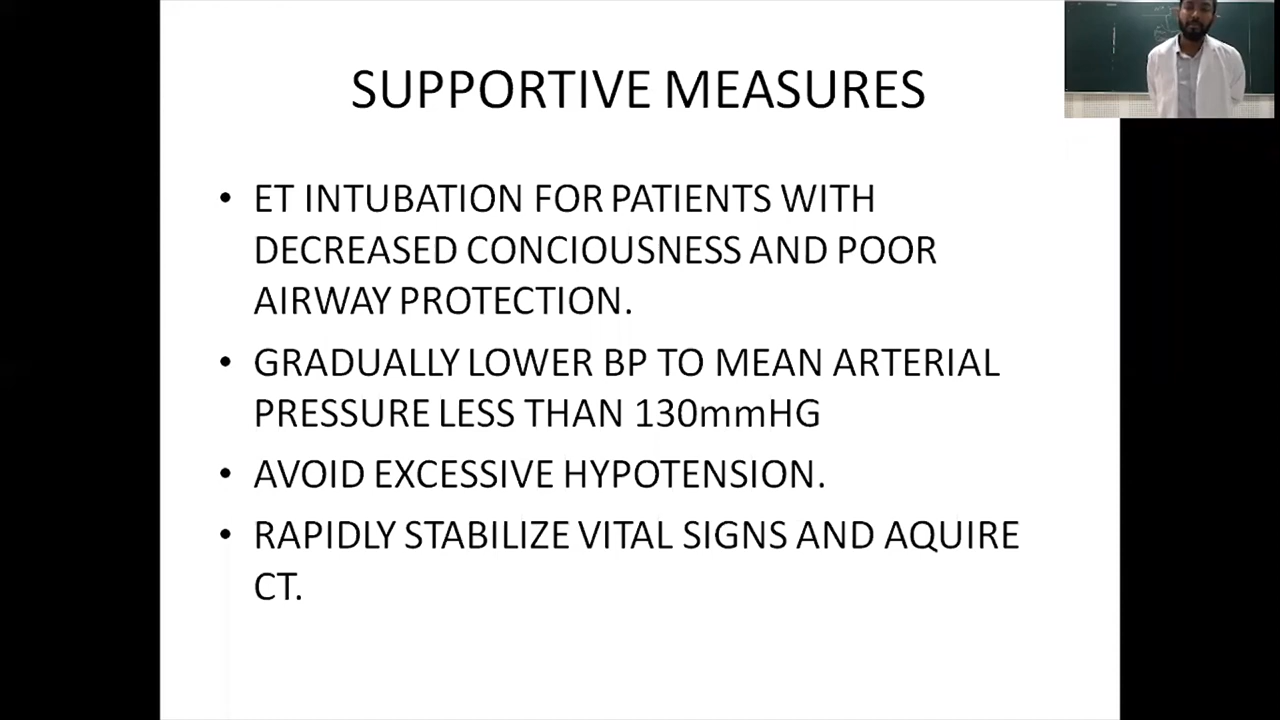 SUPPORTIVE MEASURES
• ET INTUBATION FOR PATIENTS WITH
DECREASED CONCIOUSNESS AND POOR
AIRWAY PROTECTION.
• GRADUALLY LOWER BP TO MEAN ARTERIAL
PRESSURE LESS THAN 130mmHG
• AVOID EXCESSIVE HYPOTENSION.
• RAPIDLY STABILIZE VITAL SIGNS AND AQUIRE
CT.